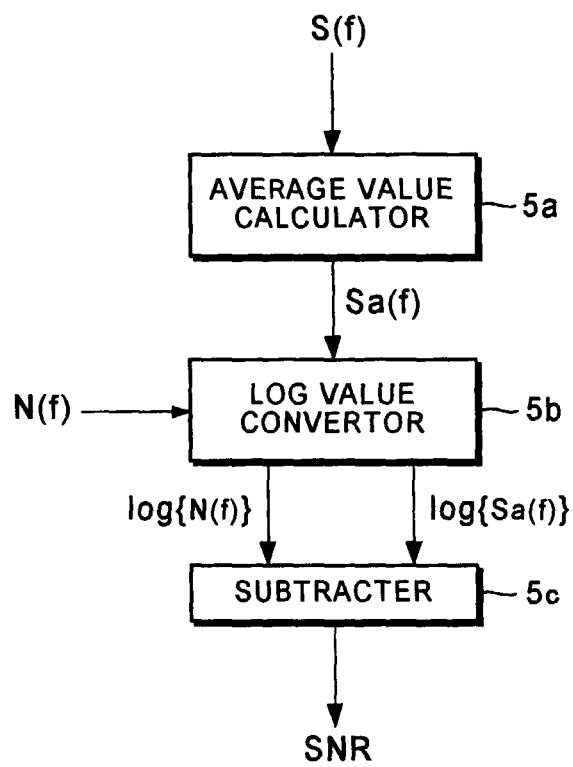 S(f)
AVERAGE VALUE
CALCULATOR
5a
Sa(f)
N(f)
LOG VALUE
CONVERTOR
5b
log{N(f)}
log{Sa(f)}
SUBTRACTER
5c
SNR